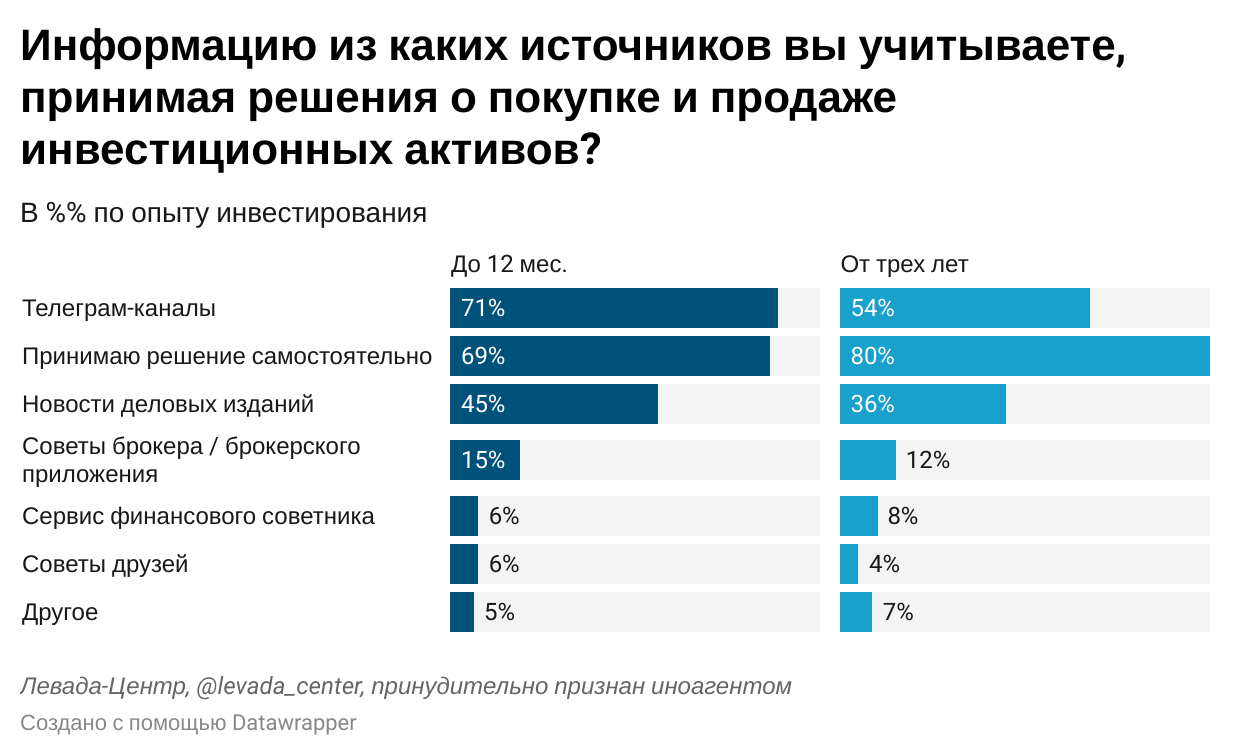 Информацию из каких источников вы учитываете,
принимая решения о покупке и продаже
инвестиционных активов?
В %% по опыту инвестирования
До 12 мес. От трех лет
Телеграм-каналы 71% 54%
Принимаю решение самостоятельно 69% 80%
Новости деловых изданий 45% 36%
Советы брокера / брокерского
приложения 15% 12%
Сервис финансового советника 6% 8%
Советы друзей 6% 4%
Другое 5% 7%
Левада-Центр, @levada_center, принудительно признан иноагентом
Создано с помощью Datawrapper